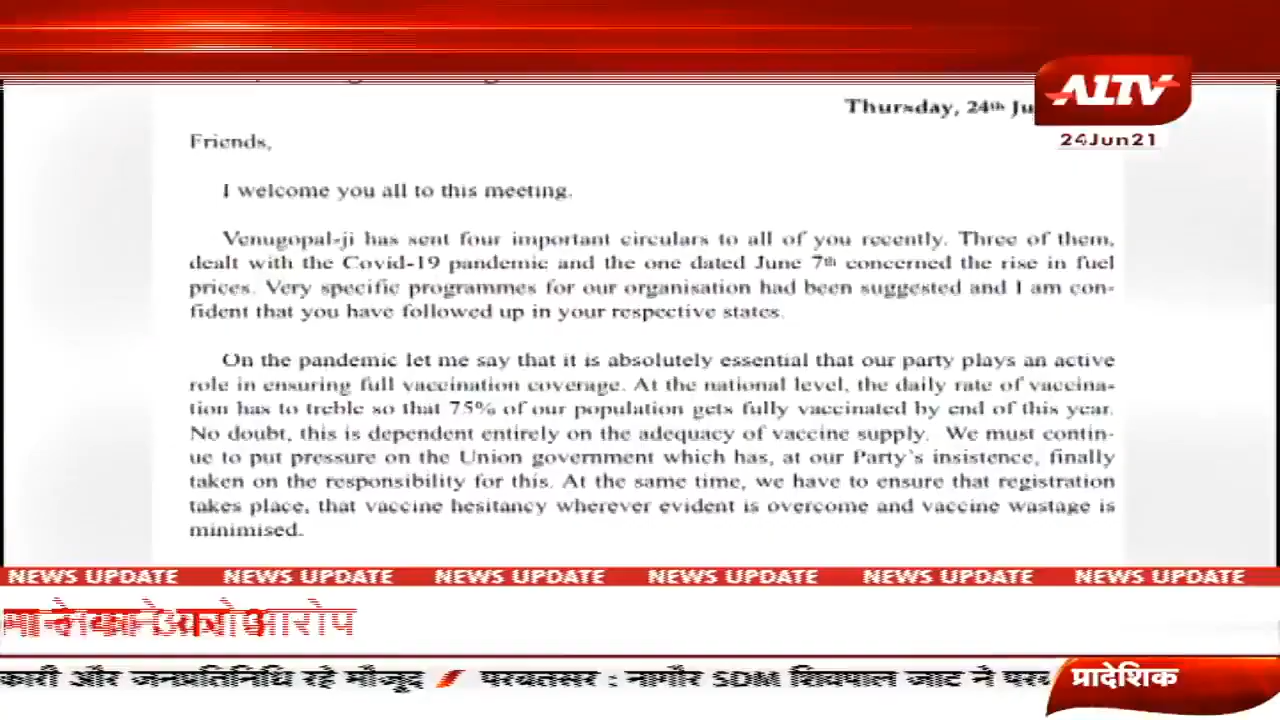 A1TV
Thursday, 24th Ju
24Jun21
Friends,
I welcome you all to this meeting.
Venugopal-ji has sent four important circulars to all of you recently. Three of them,
dealt with the Covid-19 pandemic and the one dated June 7th concerned the rise in fuel
prices. Very specific programmes for our organisation had been suggested and I am con-
fident that you have followed up in your respective states.
On the pandemic let me say that it is absolutely essential that our party plays an active
role in ensuring full vaccination coverage. At the national level, the daily rate of vaccina-
tion has to treble so that 75% of our population gets fully vaccinated by end of this year.
No doubt, this is dependent entirely on the adequacy of vaccine supply. We must contin-
ue to put pressure on the Union government which has, at our Party's insistence, finally
taken on the responsibility for this. At the same time, we have to ensure that registration
takes place, that vaccine hesitancy wherever evident is overcome and vaccine wastage is
minimised.
NEWS UPDATE NEWS UPDATE NEWS UPDATE NEWS UPDATE NEWS UPDATE NEWS UPDATE
आरोप
कारी और जनप्रतिनिधि रहे मौजूद / परबतसर : नागौर SDM शिवपाल जाट ने परब
प्रादेशिक